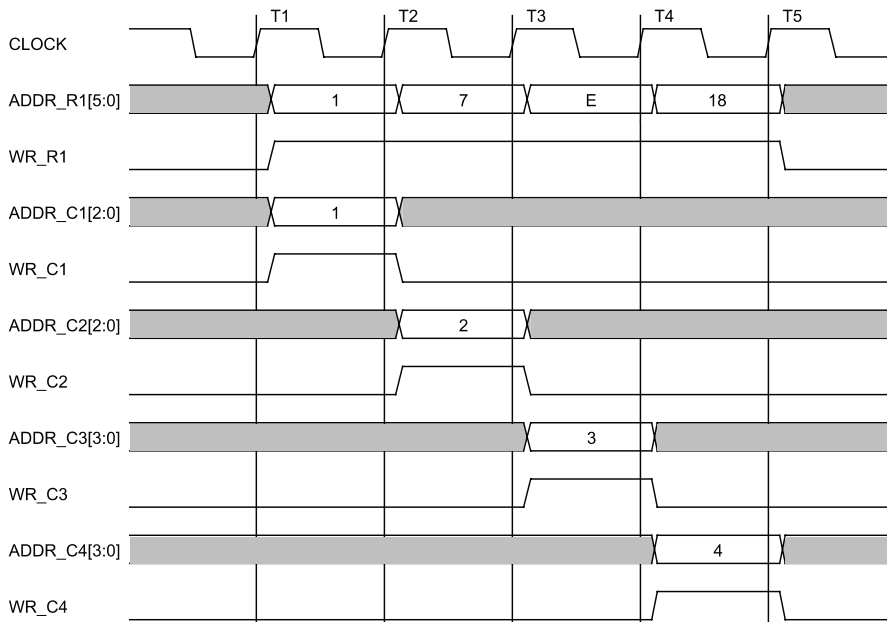 T1 T2 T3 T4 T5
CLOCK
ADDR_R1[5:0] 1 7 E 18
WR_R1
ADDR_C1[2:0] 1
WR_C1
ADDR_C2[2:0] 2
WR_C2
ADDR_C3[3:0] 3
WR_C3
ADDR_C4[3:0] 4
WR_C4